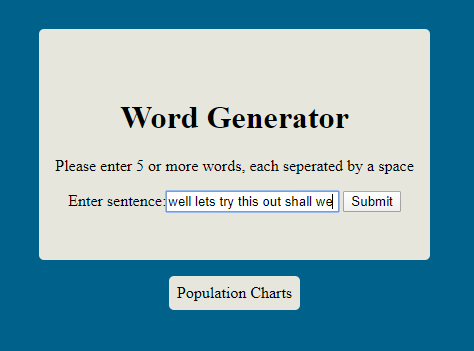 Word Generator
Please enter 5 or more words, each seperated by a space
Enter sentence: well lets try this out shall we Submit
Population Charts